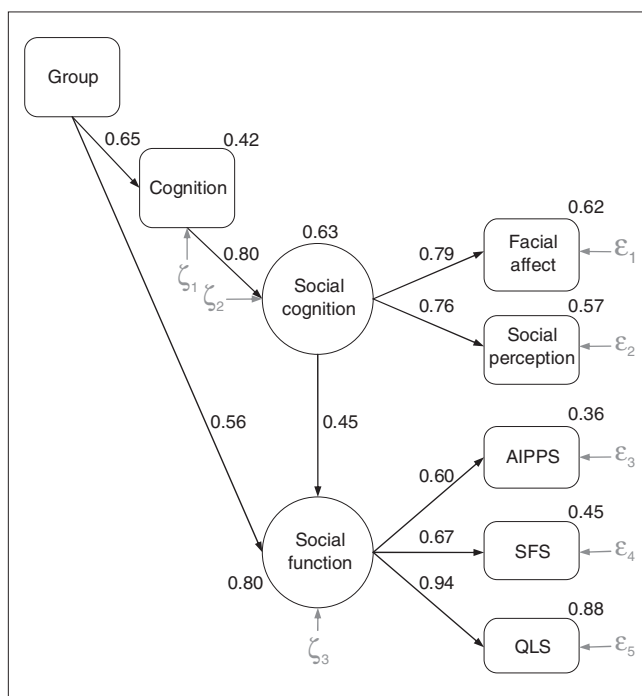 Group
0.65
0.42
Cognition
0.80
ζ1
ζ2
0.63
Social
cognition
0.79
0.76
0.62
Facial
affect
ε1
0.57
Social
perception
ε2
0.56
0.45
0.36
AIPPS
ε3
0.60
0.67
0.94
0.45
SFS
ε4
Social
function
0.80
ζ3
0.88
QLS
ε5